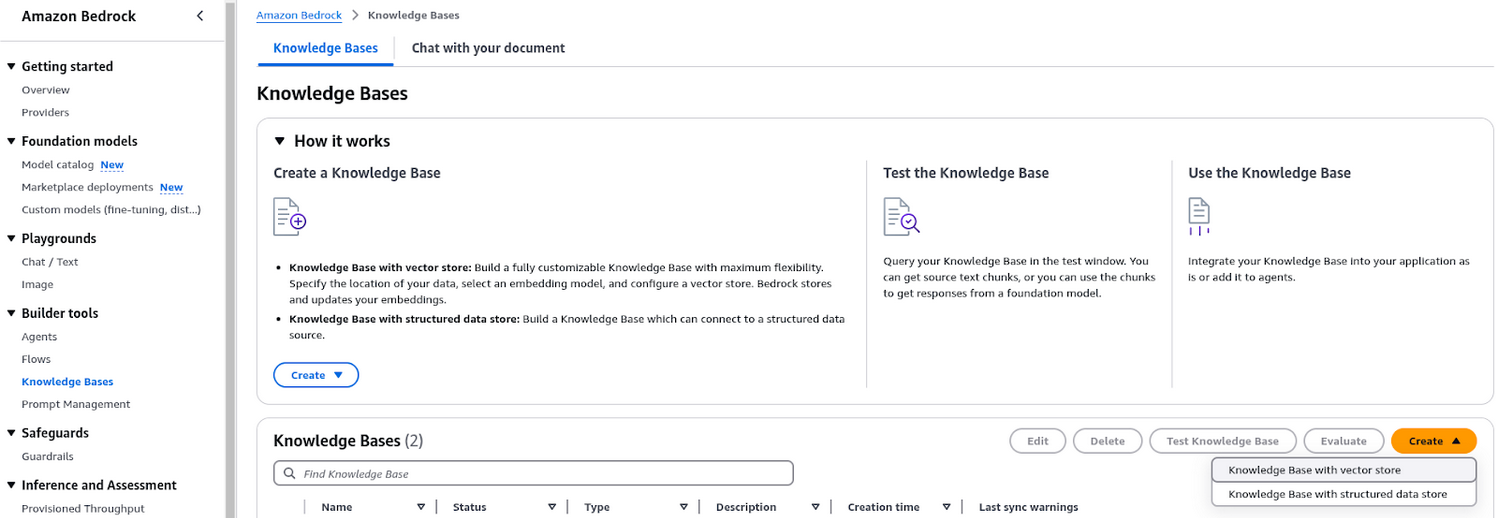 Amazon Bedrock
Getting started
Overview
Providers
Foundation models
Model catalog New
Marketplace deployments New
Custom models (fine-tuning, dist...)
Playgrounds
Chat / Text
Image
Builder tools
Agents
Flows
Knowledge Bases
Prompt Management
Safeguards
Guardrails
Inference and Assessment
Provisioned Throughput
Amazon Bedrock > Knowledge Bases
Knowledge Bases
Chat with your document
Knowledge Bases
How it works
Create a Knowledge Base
• Knowledge Base with vector store: Build a fully customizable Knowledge Base with maximum flexibility.
Specify the location of your data, select an embedding model, and configure a vector store. Bedrock stores
and updates your embeddings.
• Knowledge Base with structured data store: Build a Knowledge Base which can connect to a structured data
source.
Create
Test the Knowledge Base
Query your Knowledge Base in the test window. You
can get source text chunks, or you can use the chunks
to get responses from a foundation model.
Use the Knowledge Base
Integrate your Knowledge Base into your application as
is or add it to agents.
Knowledge Bases (2)
Edit
Delete
Test Knowledge Base
Evaluate
Create
Knowledge Base with vector store
Knowledge Base with structured data store
Find Knowledge Base
Name
Status
Type
Description
Creation time
Last sync warnings